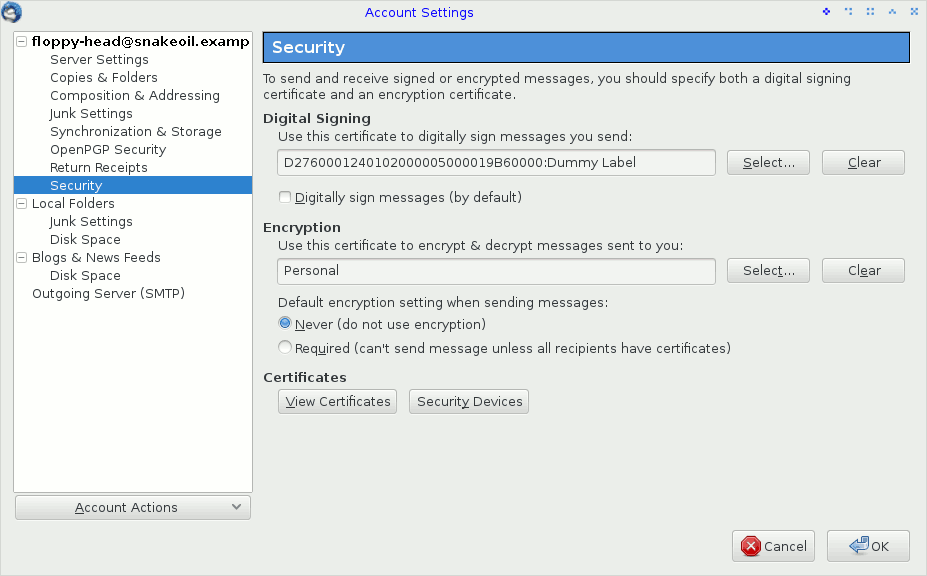 Account Settings
floppy-head@snakeoil.examp
Server Settings
Copies & Folders
Composition & Addressing
Junk Settings
Synchronization & Storage
OpenPGP Security
Return Receipts
Security
Local Folders
Junk Settings
Disk Space
Blogs & News Feeds
Disk Space
Outgoing Server (SMTP)
Account Actions
Security
To send and receive signed or encrypted messages, you should specify both a digital signing
certificate and an encryption certificate.
Digital Signing
Use this certificate to digitally sign messages you send:
D2760001240102000005000019B60000:Dummy Label Select... Clear
Digitally sign messages (by default)
Encryption
Use this certificate to encrypt & decrypt messages sent to you:
Personal Select... Clear
Default encryption setting when sending messages:
Never (do not use encryption)
Required (can't send message unless all recipients have certificates)
Certificates
View Certificates Security Devices
Cancel OK